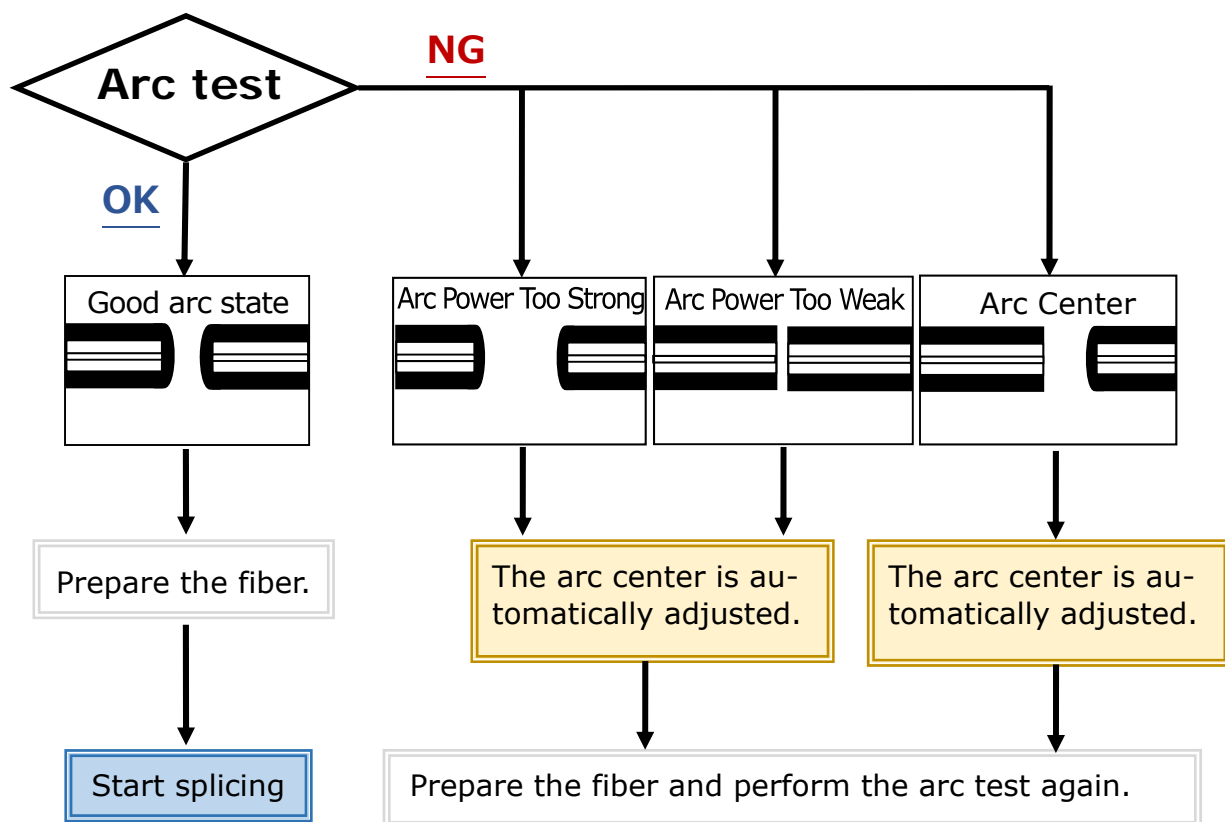 Arc test
NG
OK
Good arc state
Arc Power Too Strong
Arc Power Too Weak
Arc Center
Prepare the fiber.
The arc center is au-
tomatically adjusted.
The arc center is au-
tomatically adjusted.
Start splicing
Prepare the fiber and perform the arc test again.